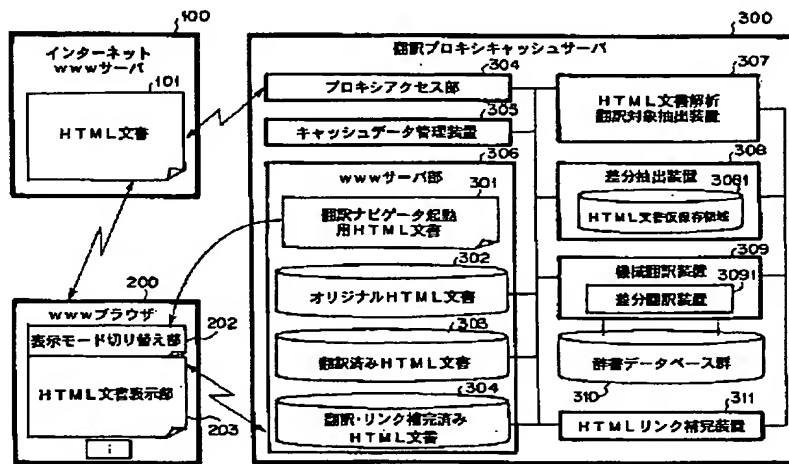 100
インターネット
wwwサーバ
101
HTML文書
200
wwwブラウザ
202
表示モード切り替え部
HTML文書表示部
203
i
300
翻訳プロキシキャッシュサーバ
304
プロキシアクセス部
305
キャッシュデータ管理装置
306
wwwサーバ部
301
翻訳ナビゲータ起動
用HTML文書
302
オリジナルHTML文書
303
翻訳済みHTML文書
304
翻訳・リンク補完済み
HTML文書
307
HTML文書解析
翻訳対象抽出装置
308
差分抽出装置
3081
HTML文書仮保存領域
309
機械翻訳装置
3091
差分翻訳装置
辞書データベース群
310
311
HTMLリンク補完装置